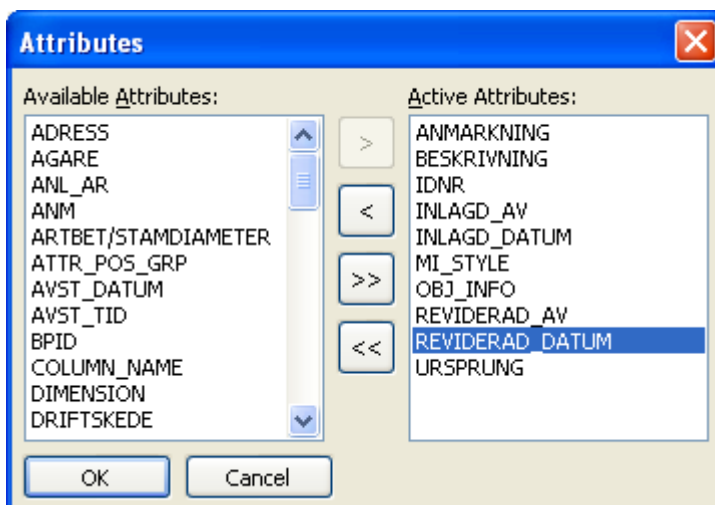 Attributes
Available Attributes:
ADRESS
AGARE
ANL_AR
ANM
ARTBET/STAMDIAMETER
ATTR_POS_GRP
AVST_DATUM
AVST_TID
BPID
COLUMN_NAME
DIMENSION
DRIFTSKEDE
>
<
>>
<<
Active Attributes:
ANMARKNING
BESKRIVNING
IDNR
INLAGD_AV
INLAGD_DATUM
MI_STYLE
OBJ_INFO
REVIDERAD_AV
REVIDERAD_DATUM
URSPRUNG
OK
Cancel